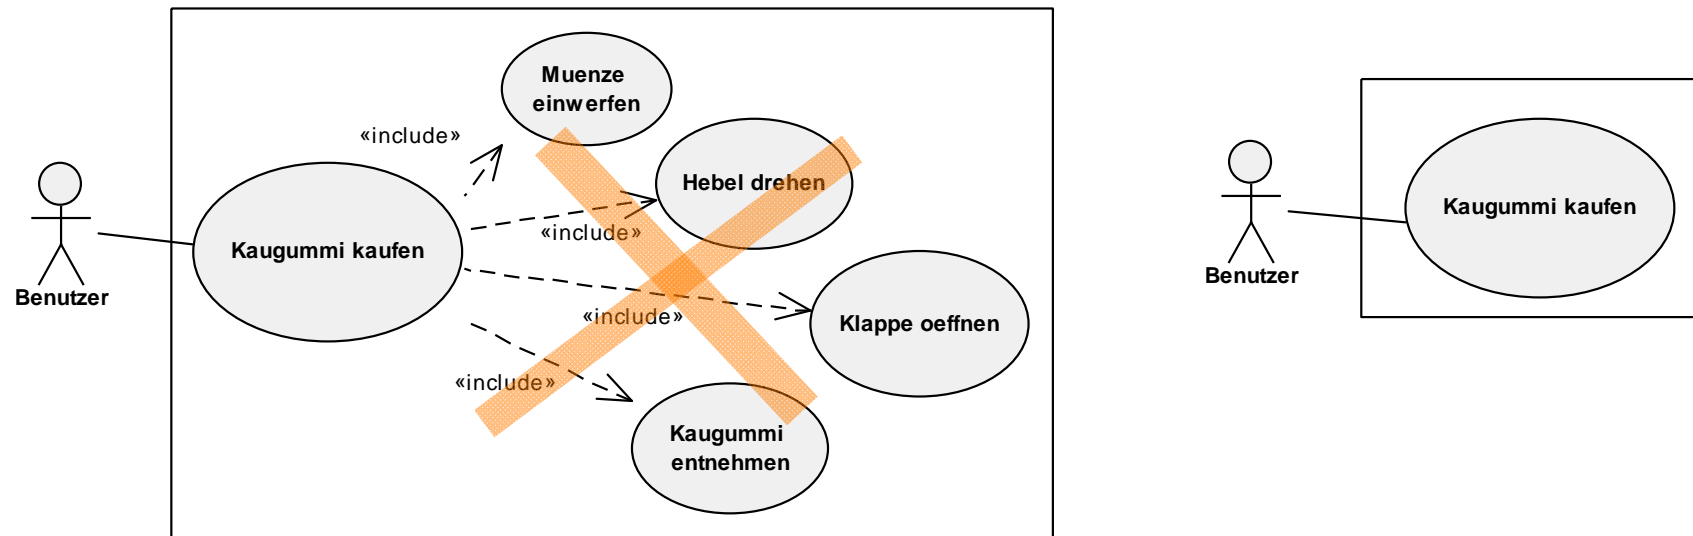 Muenze
einwerfen
«include»
Hebel drehen
«include»
Kaugummi kaufen
Benutzer
«include»
Klappe oeffnen
«include»
Kaugummi
entnehmen
Kaugummi kaufen
Benutzer